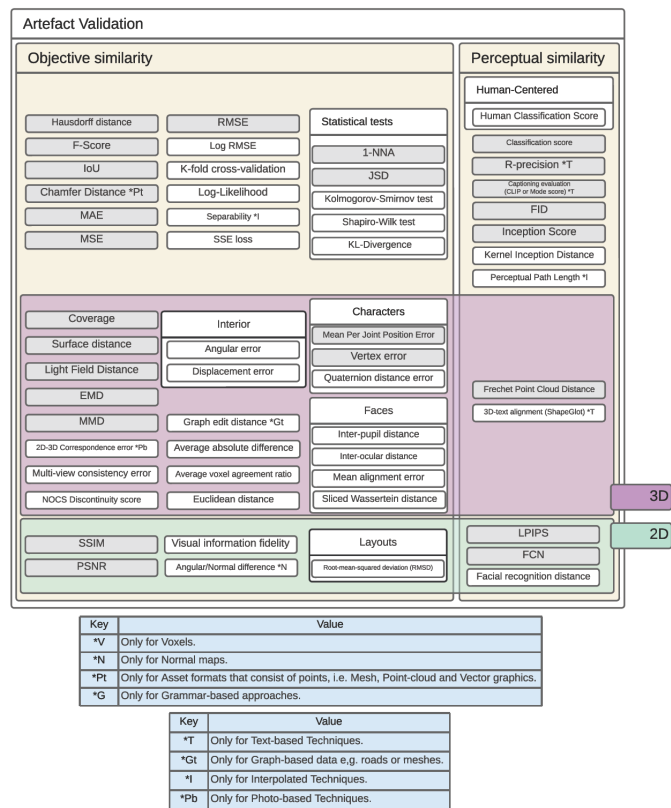 Artefact Validation
Objective similarity
Hausdorff distance
F-Score
IoU
Chamfer Distance *Pt
MAE
MSE
RMSE
Log RMSE
K-fold cross-validation
Log-Likelihood
Separability *I
SSE loss
Statistical tests
1-NNA
JSD
Kolmogorov-Smirnov test
Shapiro-Wilk test
KL-Divergence
Coverage
Surface distance
Light Field Distance
EMD
MMD
2D-3D Correspondence error *Pb
Multi-view consistency error
NOCS Discontinuity score
Interior
Angular error
Displacement error
Graph edit distance *Gt
Average absolute difference
Average voxel agreement ratio
Euclidean distance
Characters
Mean Per Joint Position Error
Vertex error
Quaternion distance error
Faces
Inter-pupil distance
Inter-ocular distance
Mean alignment error
Sliced Wassertein distance
SSIM
PSNR
Visual information fidelity
Angular/Normal difference *N
Layouts
Root-mean-squared deviation (RMSD)
Perceptual similarity
Human-Centered
Human Classification Score
Classification score
R-precision *T
Captioning evaluation
(CLIP or Mode score) *T
FID
Inception Score
Kernel Inception Distance
Perceptual Path Length *I
Frechet Point Cloud Distance
3D-text alignment (ShapeGlot) *T
LPIPS
FCN
Facial recognition distance
3D
2D
Key Value
*V Only for Voxels.
*N Only for Normal maps.
*Pt Only for Asset formats that consist of points, i.e. Mesh, Point-cloud and Vector graphics.
*G Only for Grammar-based approaches.
Key Value
*T Only for Text-based Techniques.
*Gt Only for Graph-based data e,g. roads or meshes.
*I Only for Interpolated Techniques.
*Pb Only for Photo-based Techniques.